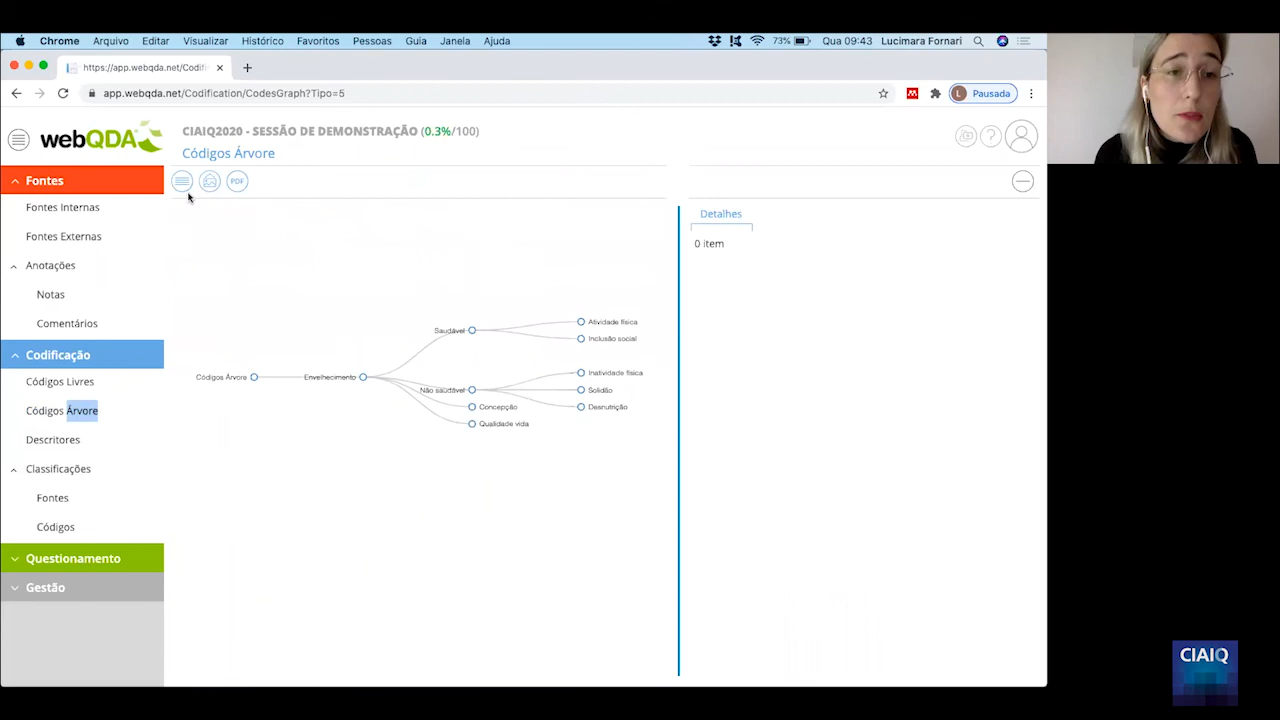 Chrome Arquivo Editar Visualizar Histórico Favoritos Pessoas Guia Janela Ajuda 73% Qua 09:43 Lucimara Fornari
https://app.webqda.net/Codifi
app.webqda.net/Codification/CodesGraph?Tipo=5
L Pausada
webQDA
CIAIQ2020 - SESSÃO DE DEMONSTRAÇÃO (0.3%/100)
Códigos Árvore
PDF
Fontes
Fontes Internas
Fontes Externas
Anotações
Notas
Comentários
Codificação
Códigos Livres
Códigos Árvore
Descritores
Classificações
Fontes
Códigos
Questionamento
Gestão
Códigos Árvore
Envelhecimento
Saudável
Atividade física
Inclusão social
Não saudável
Inatividade física
Solidão
Desnutrição
Concepção
Qualidade vida
Detalhes
0 item
CIAIQ